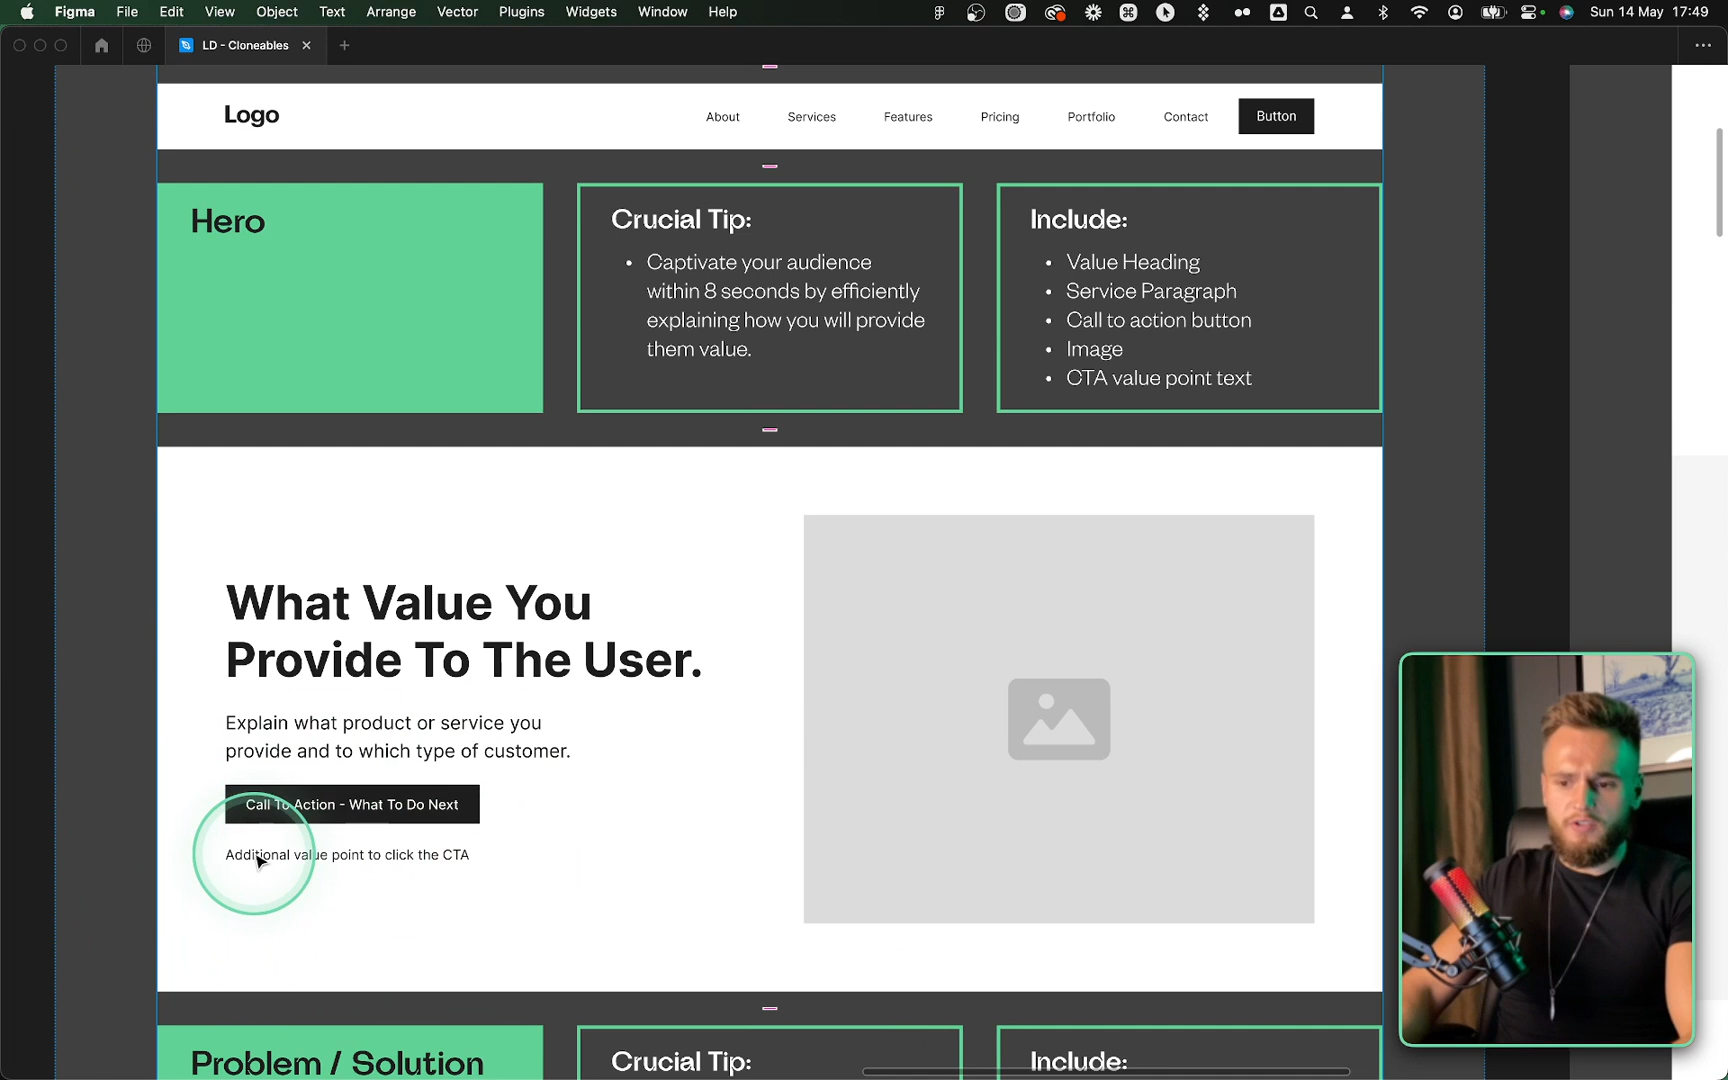 Figma File Edit View Object Text Arrange Vector Plugins Widgets Window Help Sun 14 May 17:49
LD - Cloneables
Logo About Services Features Pricing Portfolio Contact Button
Hero
Crucial Tip:
• Captivate your audience
within 8 seconds by efficiently
explaining how you will provide
them value.
Include:
• Value Heading
• Service Paragraph
• Call to action button
• Image
• CTA value point text
What Value You
Provide To The User.
Explain what product or service you
provide and to which type of customer.
Call To Action - What To Do Next
Additional value point to click the CTA
Problem / Solution
Crucial Tip:
Include: